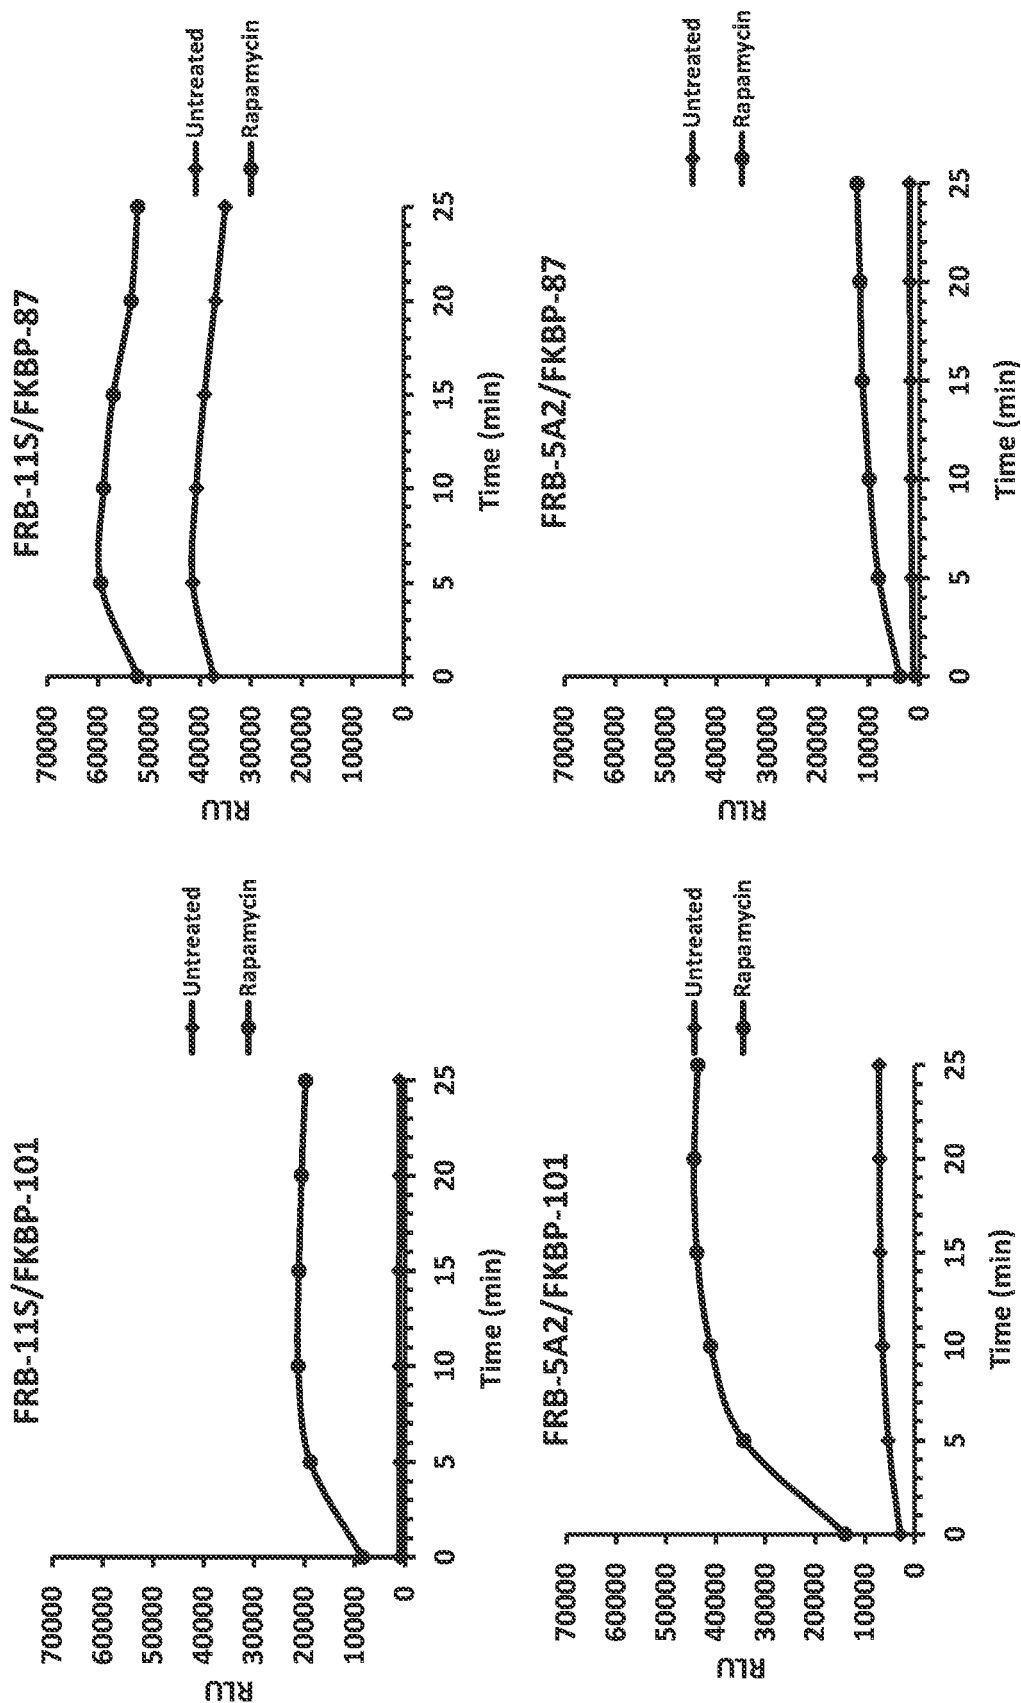 FRB-11S/FKBP-101
RLU
70000
60000
50000
40000
30000
20000
10000
0
0 5 10 15 20 25
Time (min)
Untreated
Rapamycin
FRB-11S/FKBP-87
RLU
70000
60000
50000
40000
30000
20000
10000
0
0 5 10 15 20 25
Time (min)
Untreated
Rapamycin
FRB-5A2/FKBP-101
RLU
70000
60000
50000
40000
30000
20000
10000
0
0 5 10 15 20 25
Time (min)
Untreated
Rapamycin
FRB-5A2/FKBP-87
RLU
70000
60000
50000
40000
30000
20000
10000
0
0 5 10 15 20 25
Time (min)
Untreated
Rapamycin